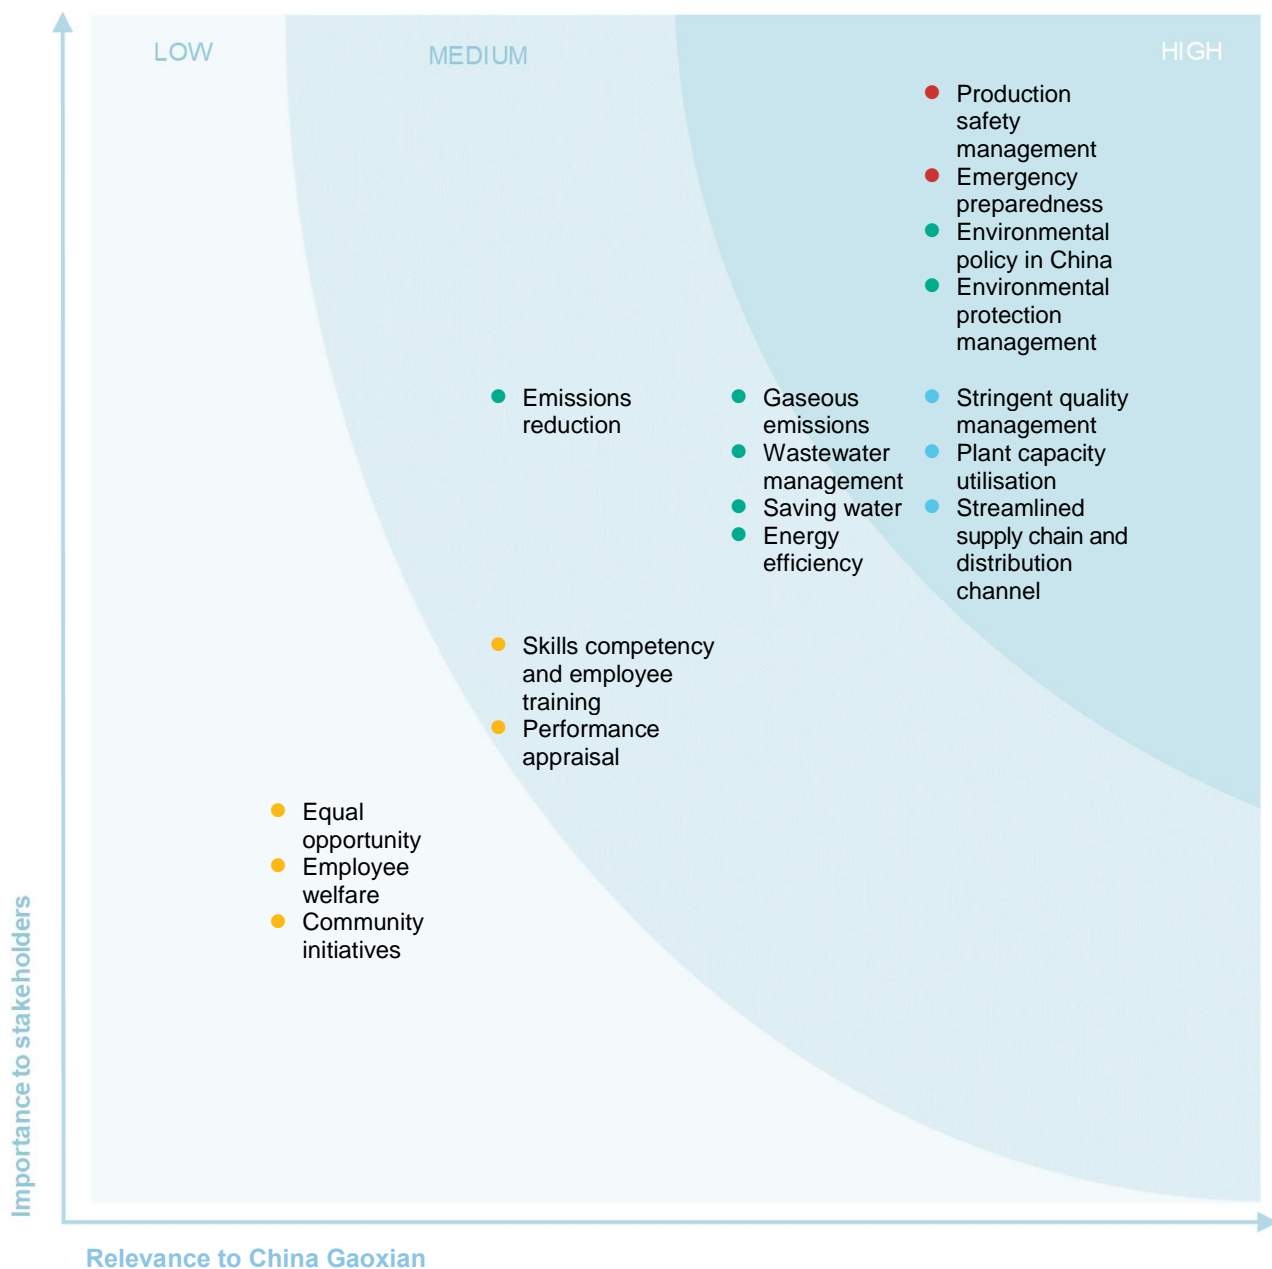 LOW
MEDIUM
HIGH
Production
safety
management
Emergency
preparedness
Environmental
policy in China
Environmental
protection
management
Emissions
reduction
Gaseous
emissions
Wastewater
management
Saving water
Energy
efficiency
Stringent quality
management
Plant capacity
utilisation
Streamlined
supply chain and
distribution
channel
Skills competency
and employee
training
Performance
appraisal
Equal
opportunity
Employee
welfare
Community
initiatives
Importance to stakeholders
Relevance to China Gaoxian